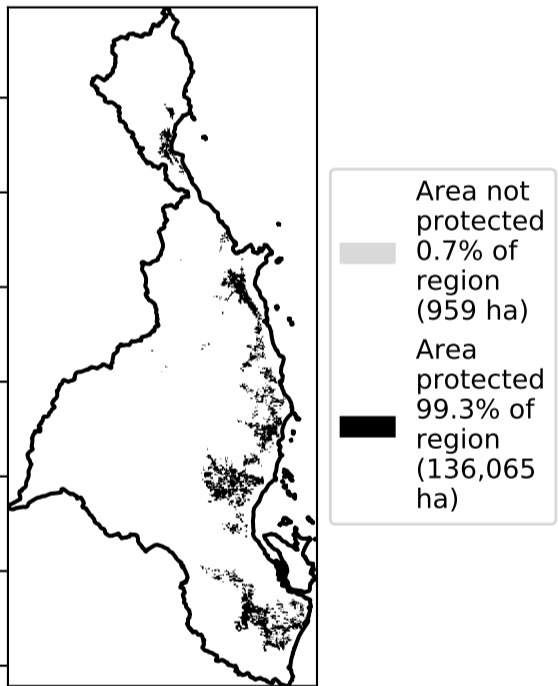 Area not
protected
0.7% of
region
(959 ha)
Area
protected
99.3% of
region
(136,065
ha)